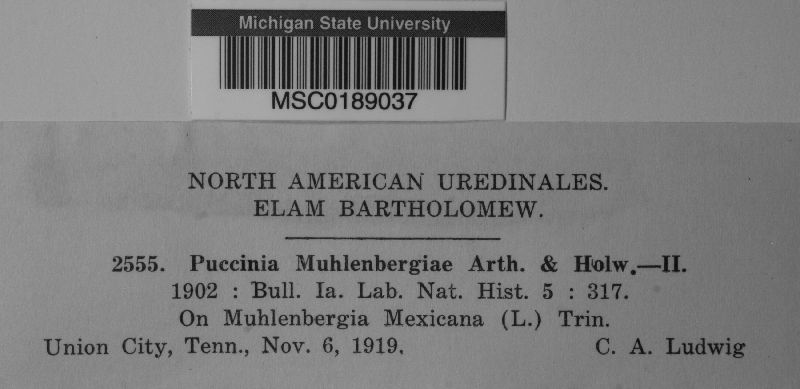 Michigan State University
MSC0189037
NORTH AMERICAN UREDINALES.
ELAM BARTHOLOMEW.
2555. Puccinia Muhlenbergiae Arth. & Holw.—II.
1902 : Bull. Ia. Lab. Nat. Hist. 5 : 317.
On Muhlenbergia Mexicana (L.) Trin.
Union City, Tenn., Nov. 6, 1919. C. A. Ludwig